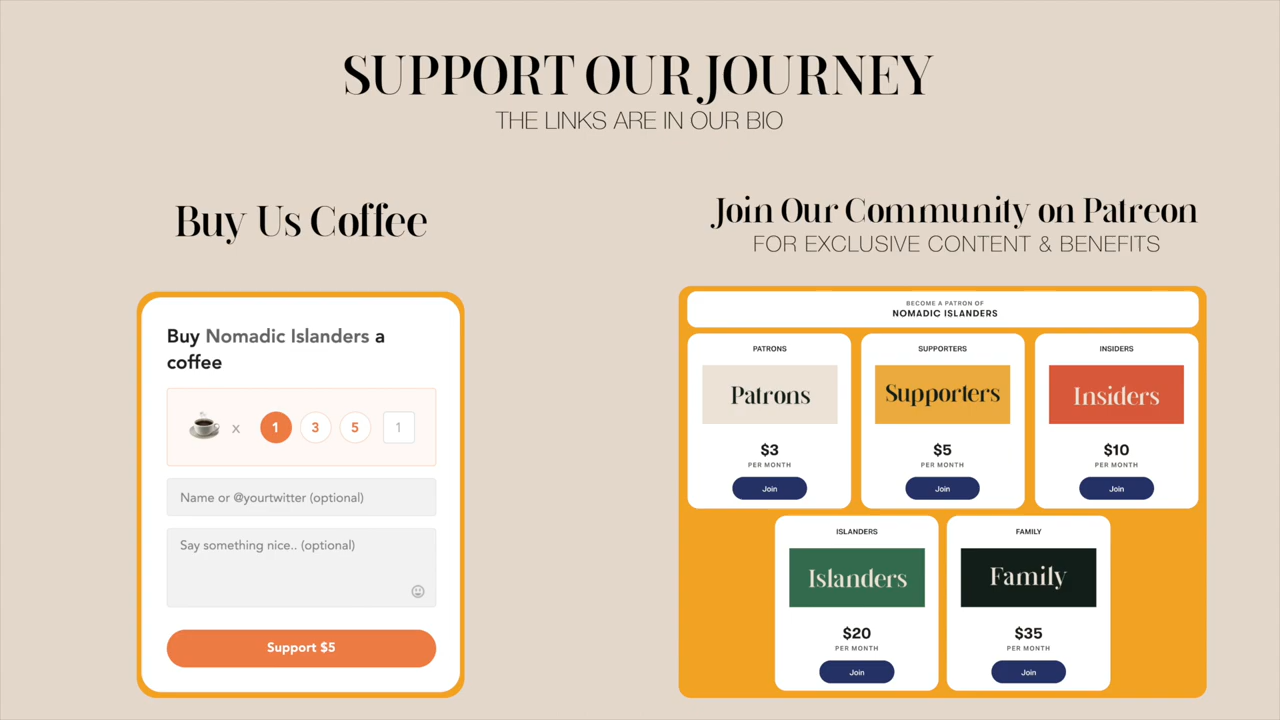 SUPPORT OUR JOURNEY
THE LINKS ARE IN OUR BIO
Buy Us Coffee
Buy Nomadic Islanders a
coffee
x 1 3 5 1
Name or @yourtwitter (optional)
Say something nice.. (optional)
Support $5
Join Our Community on Patreon
FOR EXCLUSIVE CONTENT & BENEFITS
BECOME A PATRON OF
NOMADIC ISLANDERS
PATRONS
Patrons
$3
PER MONTH
Join
SUPPORTERS
Supporters
$5
PER MONTH
Join
INSIDERS
Insiders
$10
PER MONTH
Join
ISLANDERS
Islanders
$20
PER MONTH
Join
FAMILY
Family
$35
PER MONTH
Join